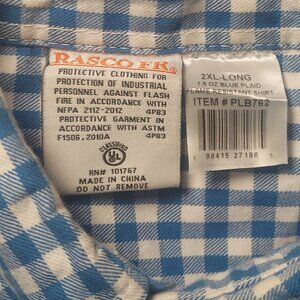 RASCO FR
PROTECTIVE CLOTHING FOR
PROTECTION OF INDUSTRIAL
PERSONNEL AGAINST FLASH
FIRE IN ACCORDANCE WITH
NFPA 2112-2012 4P83
PROTECTIVE GARMENT IN
ACCORDANCE WITH ASTM
F1506.2010A 4P83
CLASSIFIED
UL
RN# 101767
MADE IN CHINA
DO NOT REMOVE
2XL-LONG
7.5 OZ BLUE PLAID
FLAME RESISTANT SHIRT
ITEM # PLB762
98415 27186